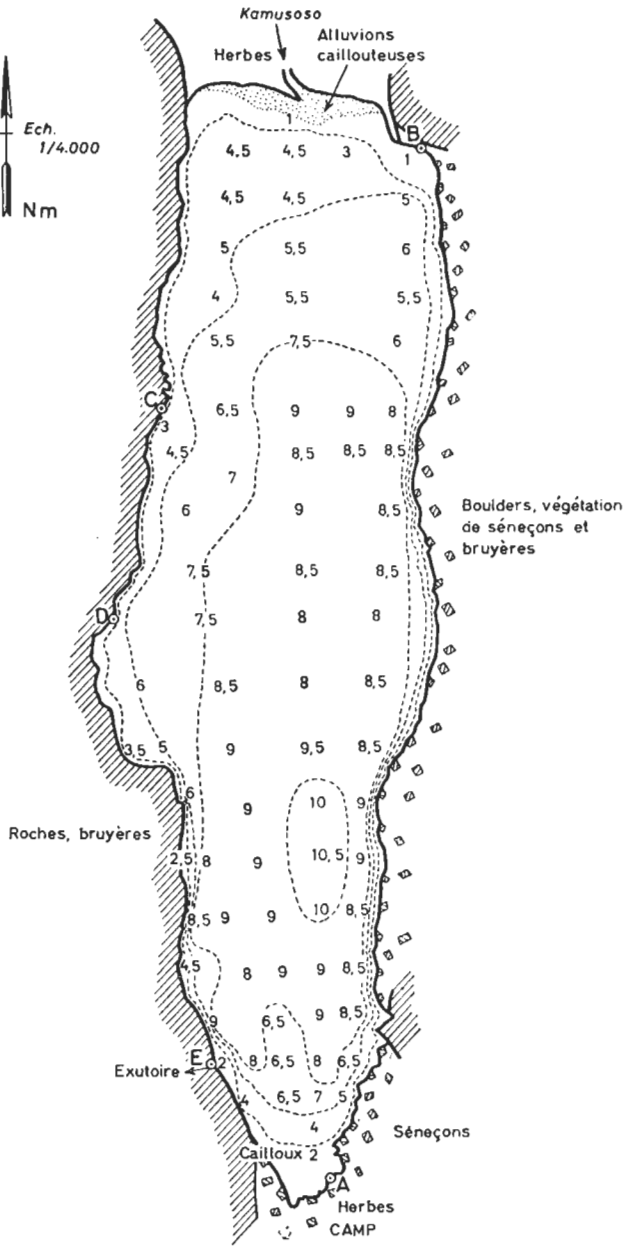 Kamusoso
Herbes
Alluvions
caillouteuses
Ech.
1/4.000
Nm
1
B
4,5 4,5 3 1
4,5 4,5 5
5 5,5 6
4 5,5 5,5
5,5 7,5 6
C
6,5 9 9 8
3
4,5 8,5 8,5 8,5
7
6 9 8,5
Boulders, végétation
de séneçons et
bruyères
7,5 8,5 8,5
D
7,5 8 8
6 8,5 8 8,5
3,5 5 9 9,5 8,5
6
10 9
9
Roches, bruyères
2,5 8 9 10,5 9
10 8,5
8,5 9 9
4,5 8 9 9 8,5
9 6,5 9 8,5
E
2 8 6,5 8 6,5
Exutoire
4 6,5 7 5
4
Séneçons
Cailloux 2
A
Herbes
CAMP